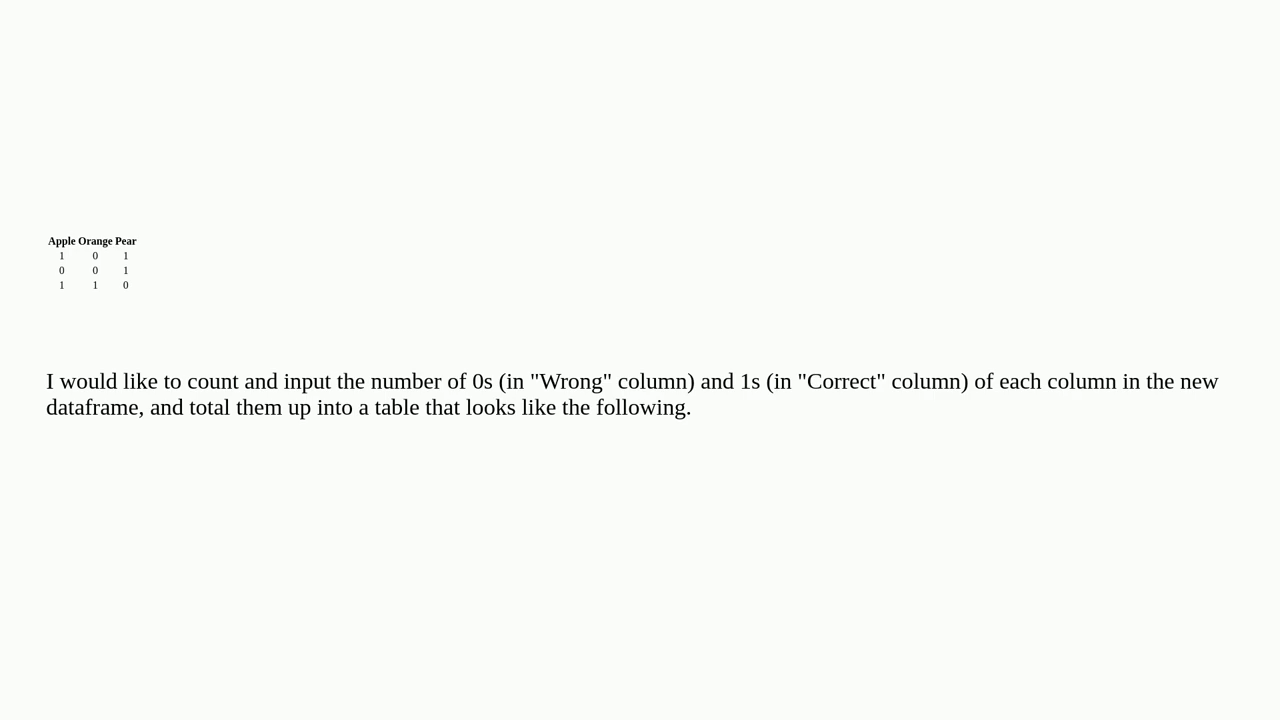 Apple Orange Pear
1 0 1
0 0 1
1 1 0
I would like to count and input the number of 0s (in "Wrong" column) and 1s (in "Correct" column) of each column in the new
dataframe, and total them up into a table that looks like the following.